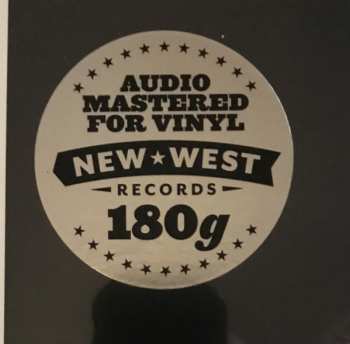 AUDIO
MASTERED
FOR VINYL
NEW★WEST
RECORDS
180g